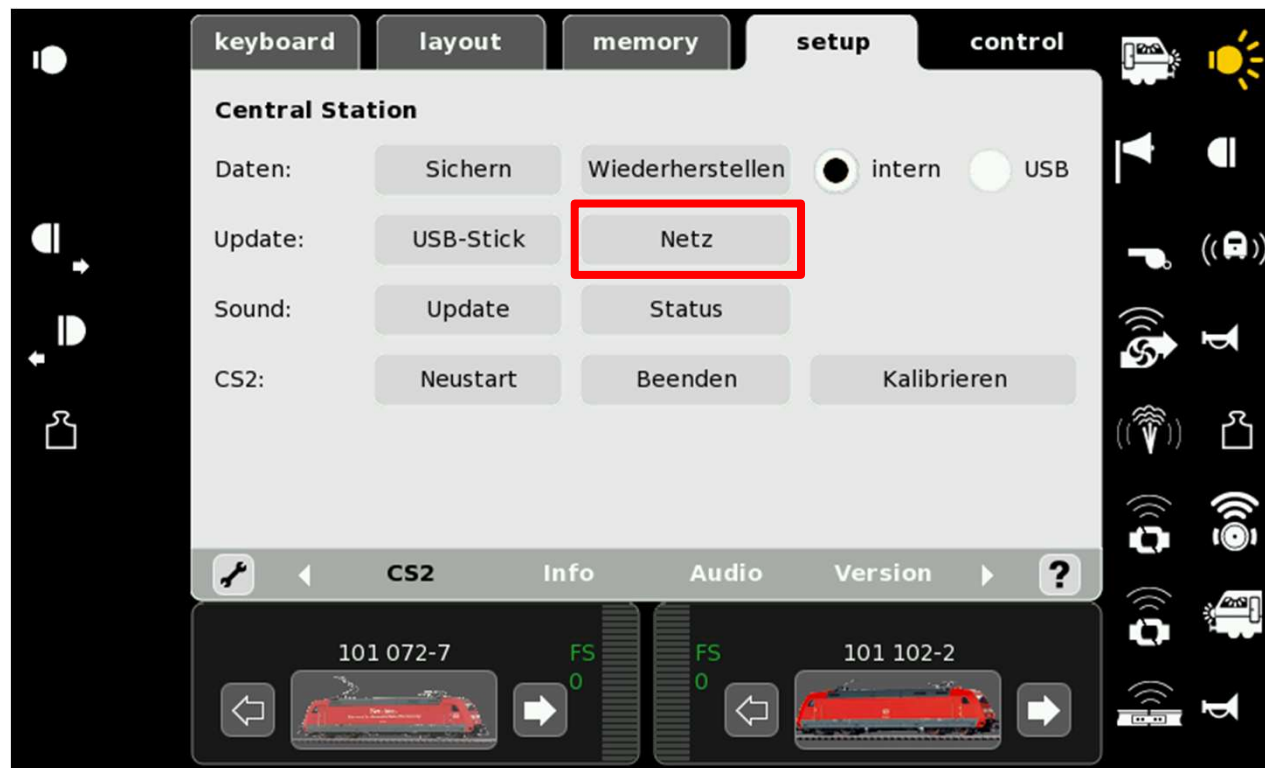 keyboard layout memory setup control
Central Station
Daten: Sichern Wiederherstellen intern USB
Update: USB-Stick Netz
Sound: Update Status
CS2: Neustart Beenden Kalibrieren
CS2 Info Audio Version ?
101 072-7 FS FS 101 102-2
0 0